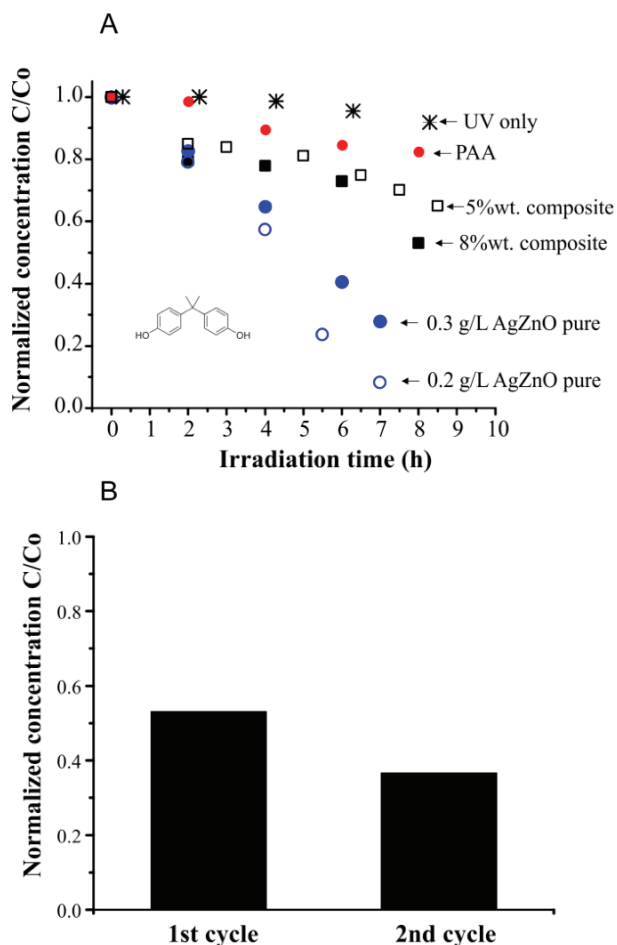 A
Normalized concentration C/Co
1.0
0.8
0.6
0.4
0.2
0.0
UV only
PAA
5%wt. composite
8%wt. composite
0.3 g/L AgZnO pure
0.2 g/L AgZnO pure
HO
OH
0 1 2 3 4 5 6 7 8 9 10
Irradiation time (h)
B
Normalized concentration C/Co
1.0
0.8
0.6
0.4
0.2
0.0
1st cycle 2nd cycle